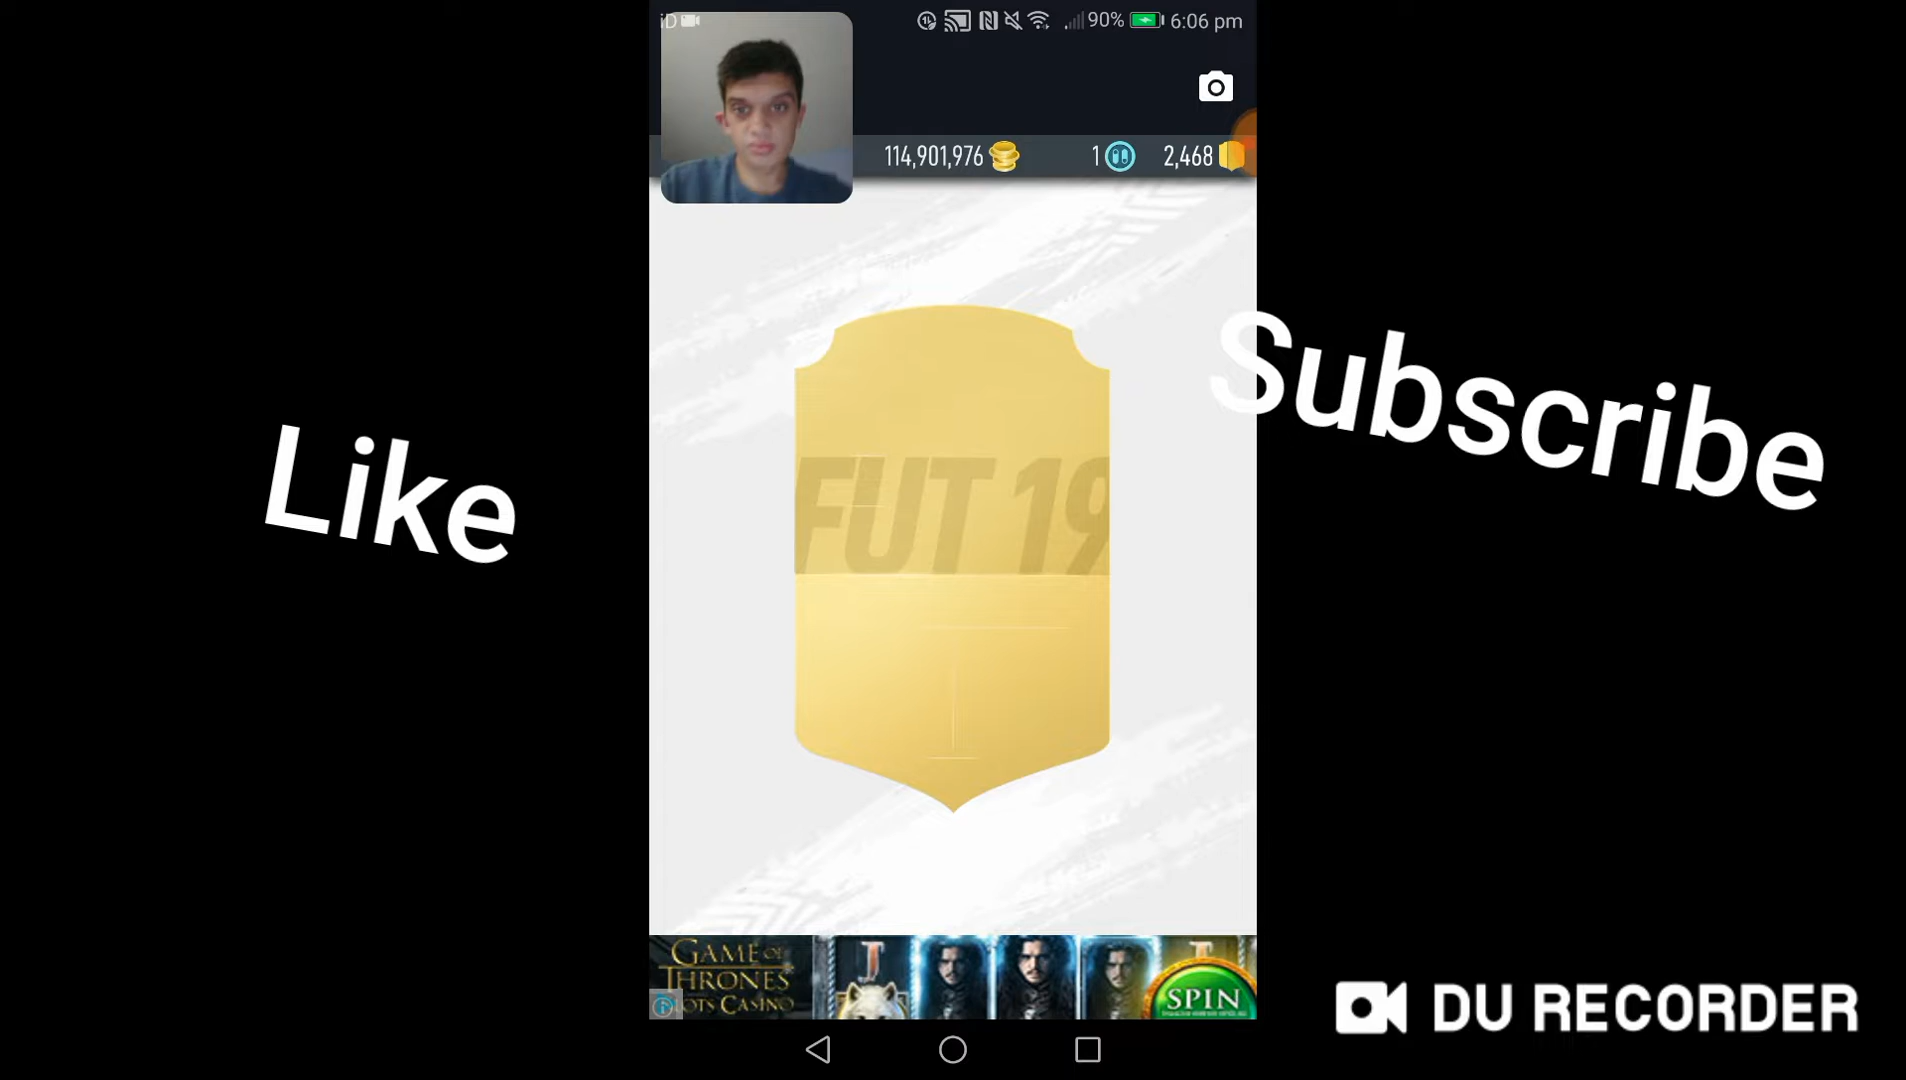 iD
90%
6:06 pm
114,901,976
1
2,468
FUT 19
Like
Subscribe
GAME OF
THRONES
SLOTS CASINO
SPIN
DU RECORDER